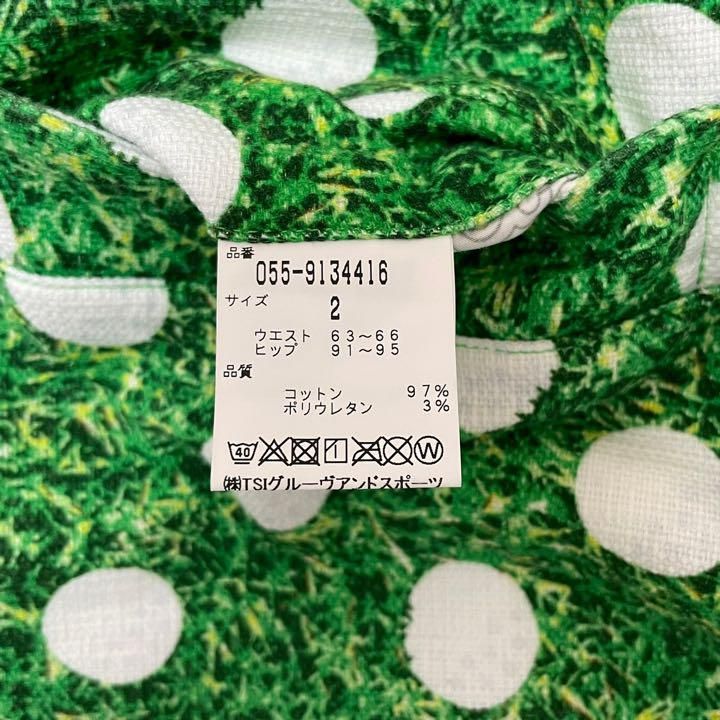 品番
055-9134416
サイズ 2
ウエスト 63～66
ヒップ 91～95
品質
コットン 97%
ポリウレタン 3%
40 W
㈱TSIグルーヴアンドスポーツ